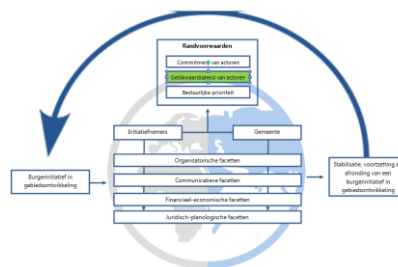 Randvoorwaarden
Commitment van actoren
Gelijkwaardigheid van actoren
Bestuurlijke prioriteit
Initiatiefnemers
Gemeente
Organisatorische facetten
Communicatieve facetten
Financieel-economische facetten
Juridisch-planologische facetten
Burgerinitiatief in
gebiedsontwikkeling
Stabilisatie, voortzetting e
afronding van een
burgerinitiatief in
gebiedsontwikkeling